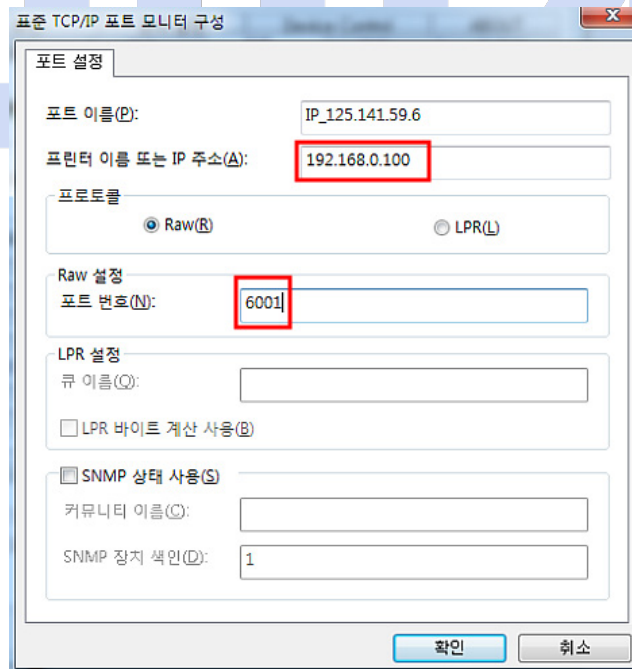 표준 TCP/IP 포트 모니터 구성
포트 설정
포트 이름(P): IP_125.141.59.6
프린터 이름 또는 IP 주소(A): 192.168.0.100
프로토콜
Raw(R) LPR(L)
Raw 설정
포트 번호(N): 6001
LPR 설정
큐 이름(Q):
LPR 바이트 계산 사용(B)
SNMP 상태 사용(S)
커뮤니티 이름(C):
SNMP 장치 색인(D): 1
확인 취소